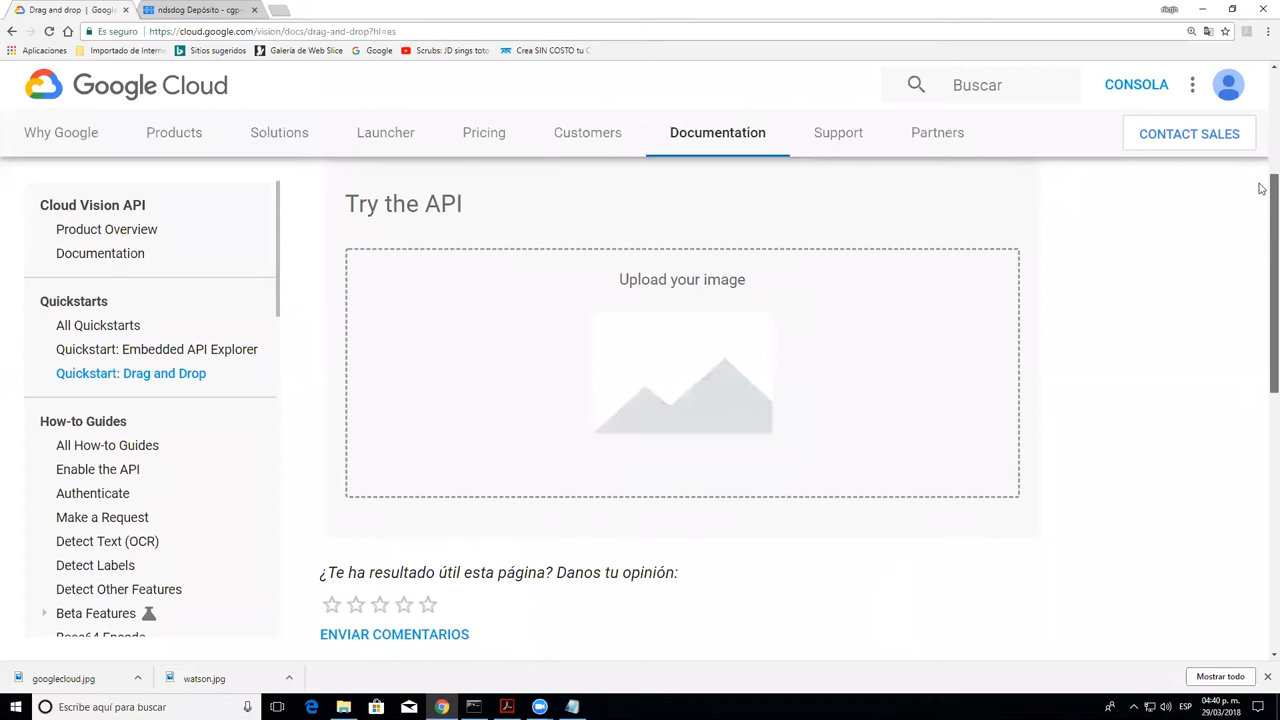 Drag and drop | Google C
ndsdog Depósito - cgp-
Es seguro | https://cloud.google.com/vision/docs/drag-and-drop?hl=es
Aplicaciones
Importado de Intern
Sitios sugeridos
Galería de Web Slice
Google
Scrubs: JD sings toto
Crea SIN COSTO tu C
Google Cloud
Buscar
CONSOLA
Why Google
Products
Solutions
Launcher
Pricing
Customers
Documentation
Support
Partners
CONTACT SALES
Cloud Vision API
Product Overview
Documentation
Quickstarts
All Quickstarts
Quickstart: Embedded API Explorer
Quickstart: Drag and Drop
How-to Guides
All How-to Guides
Enable the API
Authenticate
Make a Request
Detect Text (OCR)
Detect Labels
Detect Other Features
Beta Features
Base64 Encode
Try the API
Upload your image
¿Te ha resultado útil esta página? Danos tu opinión:
ENVIAR COMENTARIOS
googlecloud.jpg
watson.jpg
Mostrar todo
Escribe aquí para buscar
ESP
04:40 p. m.
29/03/2018